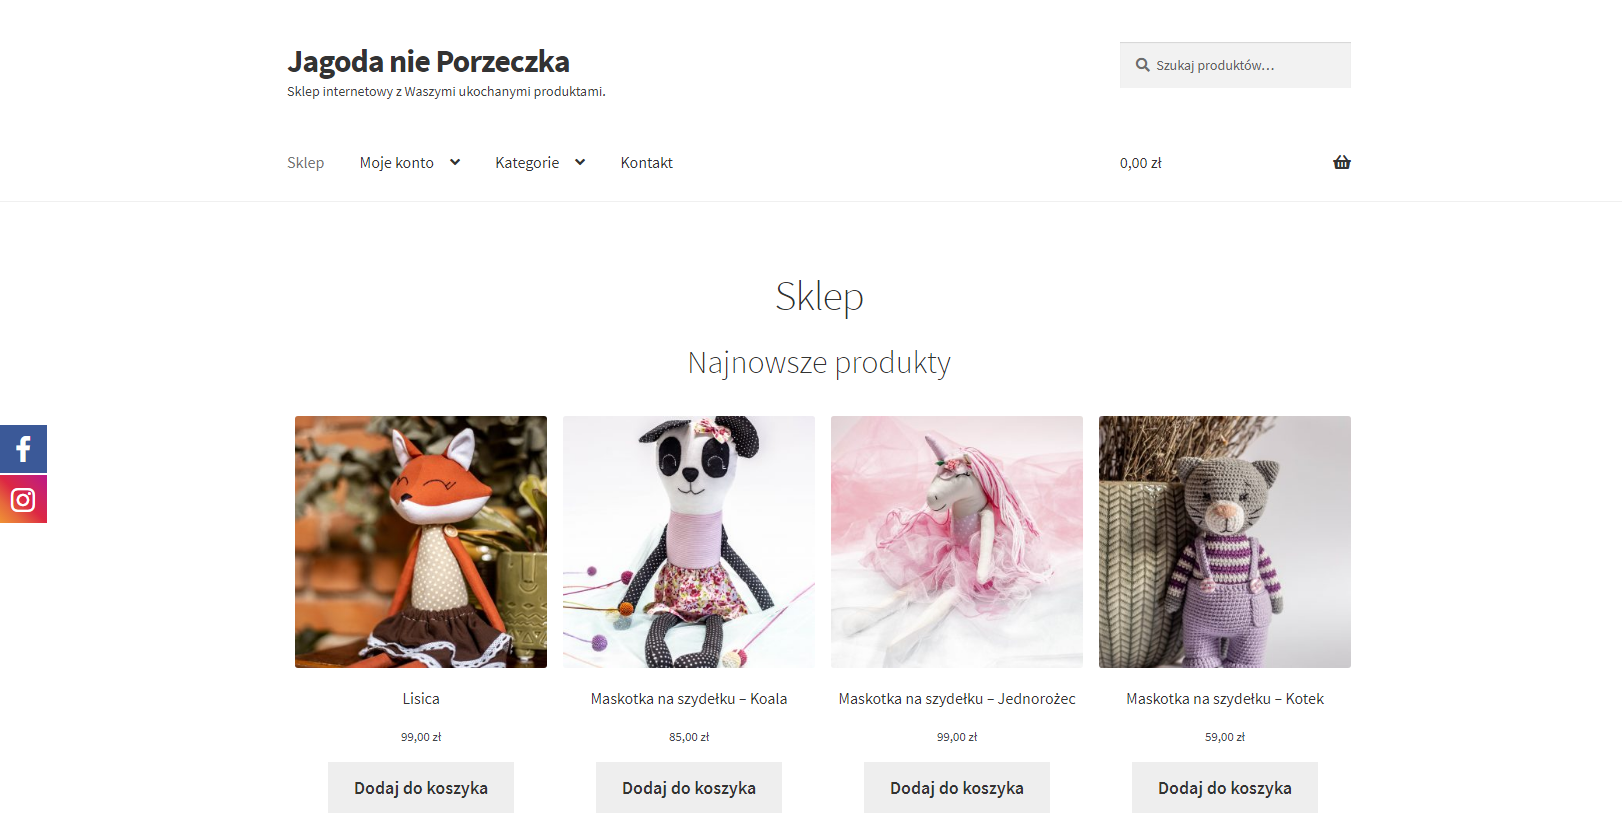 Jagoda nie Porzeczka
Sklep internetowy z Waszymi ukochanymi produktami.
Szukaj produktów…
Sklep
Moje konto
Kategorie
Kontakt
0,00 zł
Sklep
Najnowsze produkty
Lisica
Maskotka na szydełku – Koala
Maskotka na szydełku – Jednorożec
Maskotka na szydełku – Kotek
99,00 zł
85,00 zł
99,00 zł
59,00 zł
Dodaj do koszyka
Dodaj do koszyka
Dodaj do koszyka
Dodaj do koszyka